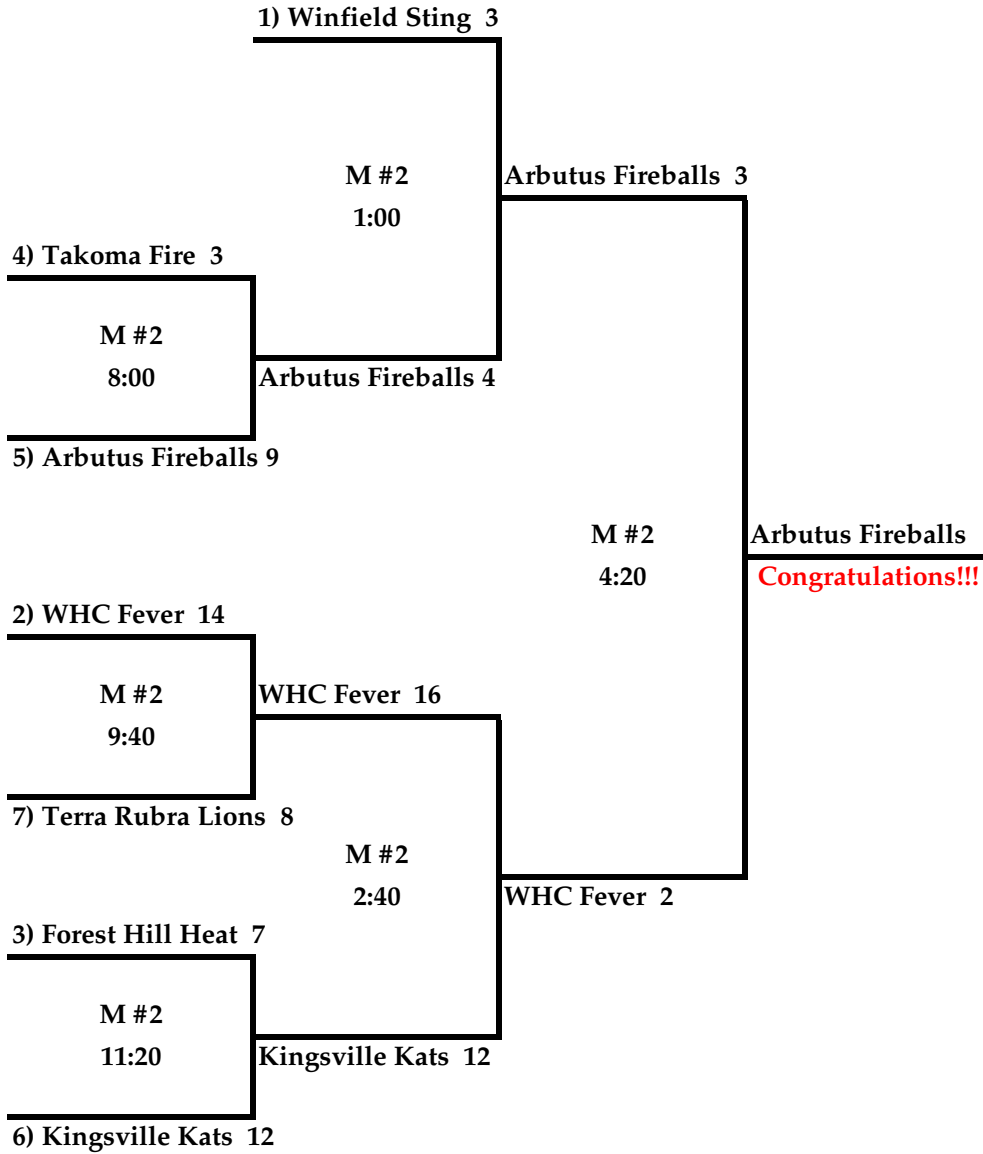 1) Winfield Sting  3
M #2
1:00
Arbutus Fireballs  3
4) Takoma Fire  3
M #2
8:00
Arbutus Fireballs 4
5) Arbutus Fireballs 9
M #2
4:20
Arbutus Fireballs
Congratulations!!!
2) WHC Fever  14
M #2
9:40
WHC Fever  16
7) Terra Rubra Lions  8
M #2
2:40
WHC Fever  2
3) Forest Hill Heat  7
M #2
11:20
Kingsville Kats  12
6) Kingsville Kats  12